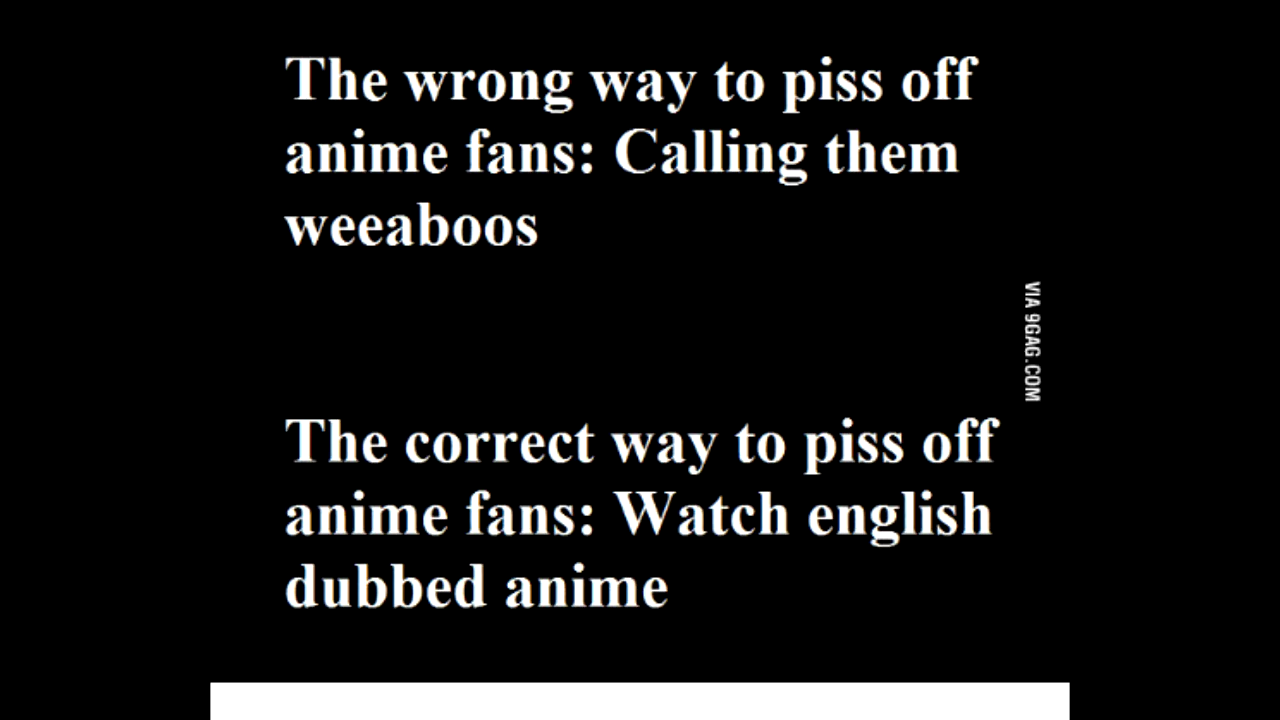 The wrong way to piss off
anime fans: Calling them
weeaboos
VIA 9GAG.COM
The correct way to piss off
anime fans: Watch english
dubbed anime